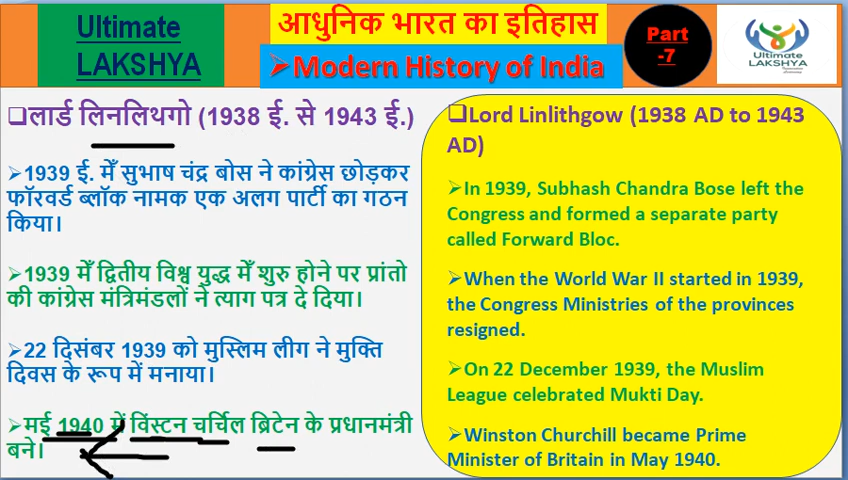 Ultimate
LAKSHYA
आधुनिक भारत का इतिहास
➢Modern History of India
Part
-7
Ultimate
LAKSHYA
❑लार्ड लिनलिथगो (1938 ई. से 1943 ई.)
➢1939 ई. मेँ सुभाष चंद्र बोस ने कांग्रेस छोड़कर
फॉरवर्ड ब्लॉक नामक एक अलग पार्टी का गठन
किया।
➢1939 मेँ द्वितीय विश्व युद्ध मेँ शुरु होने पर प्रांतो
की कांग्रेस मंत्रिमंडलों ने त्याग पत्र दे दिया।
➢22 दिसंबर 1939 को मुस्लिम लीग ने मुक्ति
दिवस के रूप में मनाया।
➢मई 1940 में विंस्टन चर्चिल ब्रिटेन के प्रधानमंत्री
बने।
❑Lord Linlithgow (1938 AD to 1943
AD)
➢In 1939, Subhash Chandra Bose left the
Congress and formed a separate party
called Forward Bloc.
➢When the World War II started in 1939,
the Congress Ministries of the provinces
resigned.
➢On 22 December 1939, the Muslim
League celebrated Mukti Day.
➢Winston Churchill became Prime
Minister of Britain in May 1940.